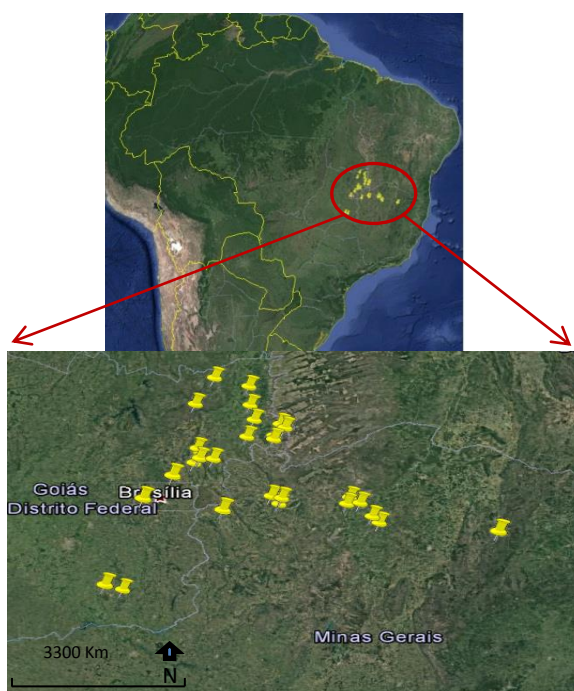 Goiás
Brasília
Distrito Federal
Minas Gerais
3300 Km
N